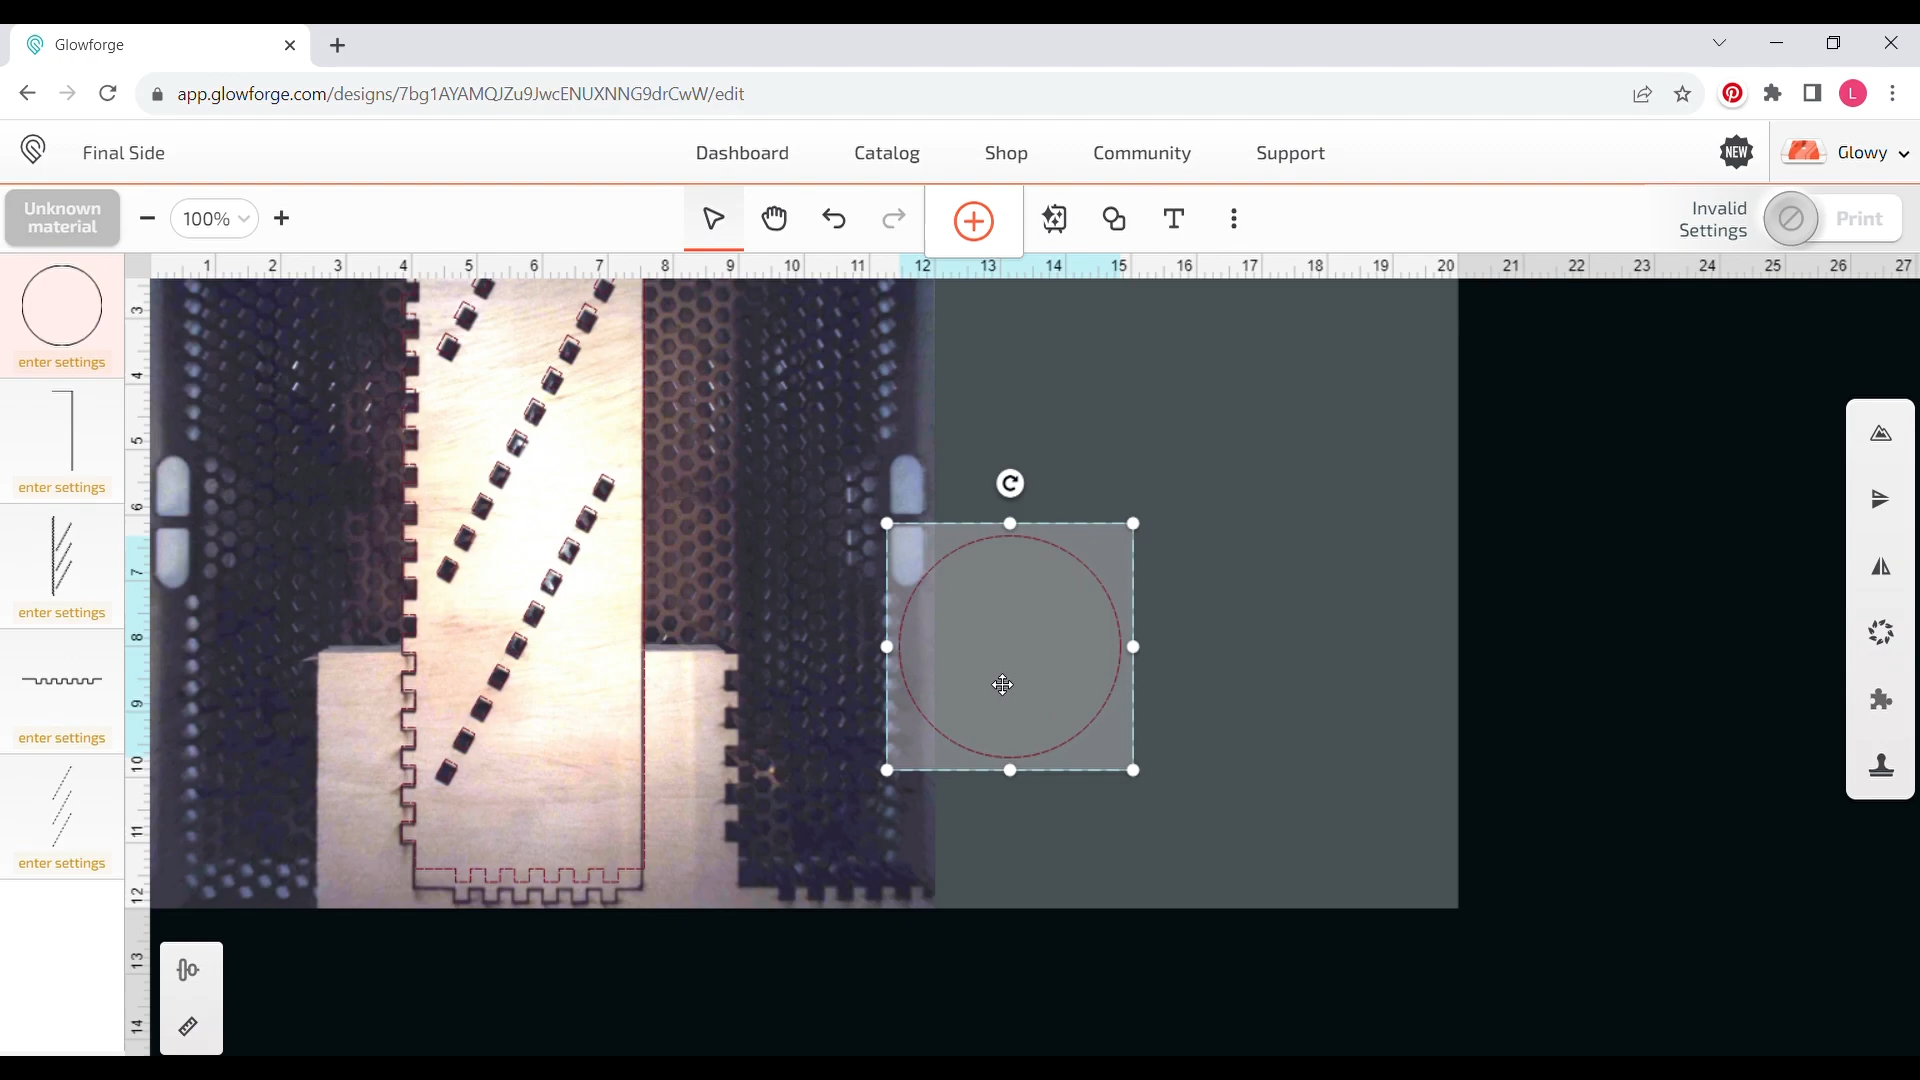 Glowforge
app.glowforge.com/designs/7bg1AYAMQJZu9JwcENUXNNG9drCwW/edit
L
Final Side
Dashboard
Catalog
Shop
Community
Support
NEW
Glowy
Unknown
material
100%
Invalid
Settings
Print
1 2 3 4 5 6 7 8 9 10 11 12 13 14 15 16 17 18 19 20 21 22 23 24 25 26 27
3
4
5
6
7
8
9
10
11
12
13
14
enter settings
enter settings
enter settings
enter settings
enter settings